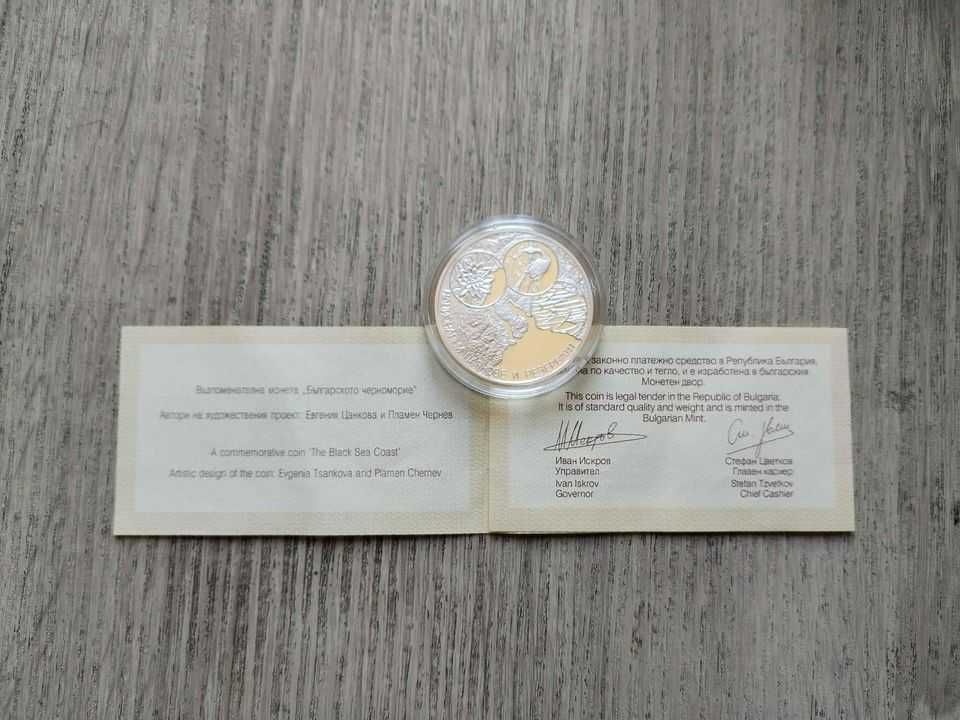 Възпоменателна монета „Българското черноморие"
Автори на художествения проект: Евгения Цанкова и Пламен Чернев
A commemorative coin "The Black Sea Coast"
Artistic design of the coin: Evgenia Tsankova and Plamen Chernev
И РЕЗЕРВАТИ
законно платежно средство в Република България,
по качество и тегло, и е изработена в българския
Монетен двор.
This coin is legal tender in the Republic of Bulgaria;
It is of standard quality and weight and is minted in the
Bulgarian Mint.
Иван Искров
Управител
Ivan Iskrov
Governor
Стефан Цветков
Главен касиер
Stefan Tzvetkov
Chief Cashier